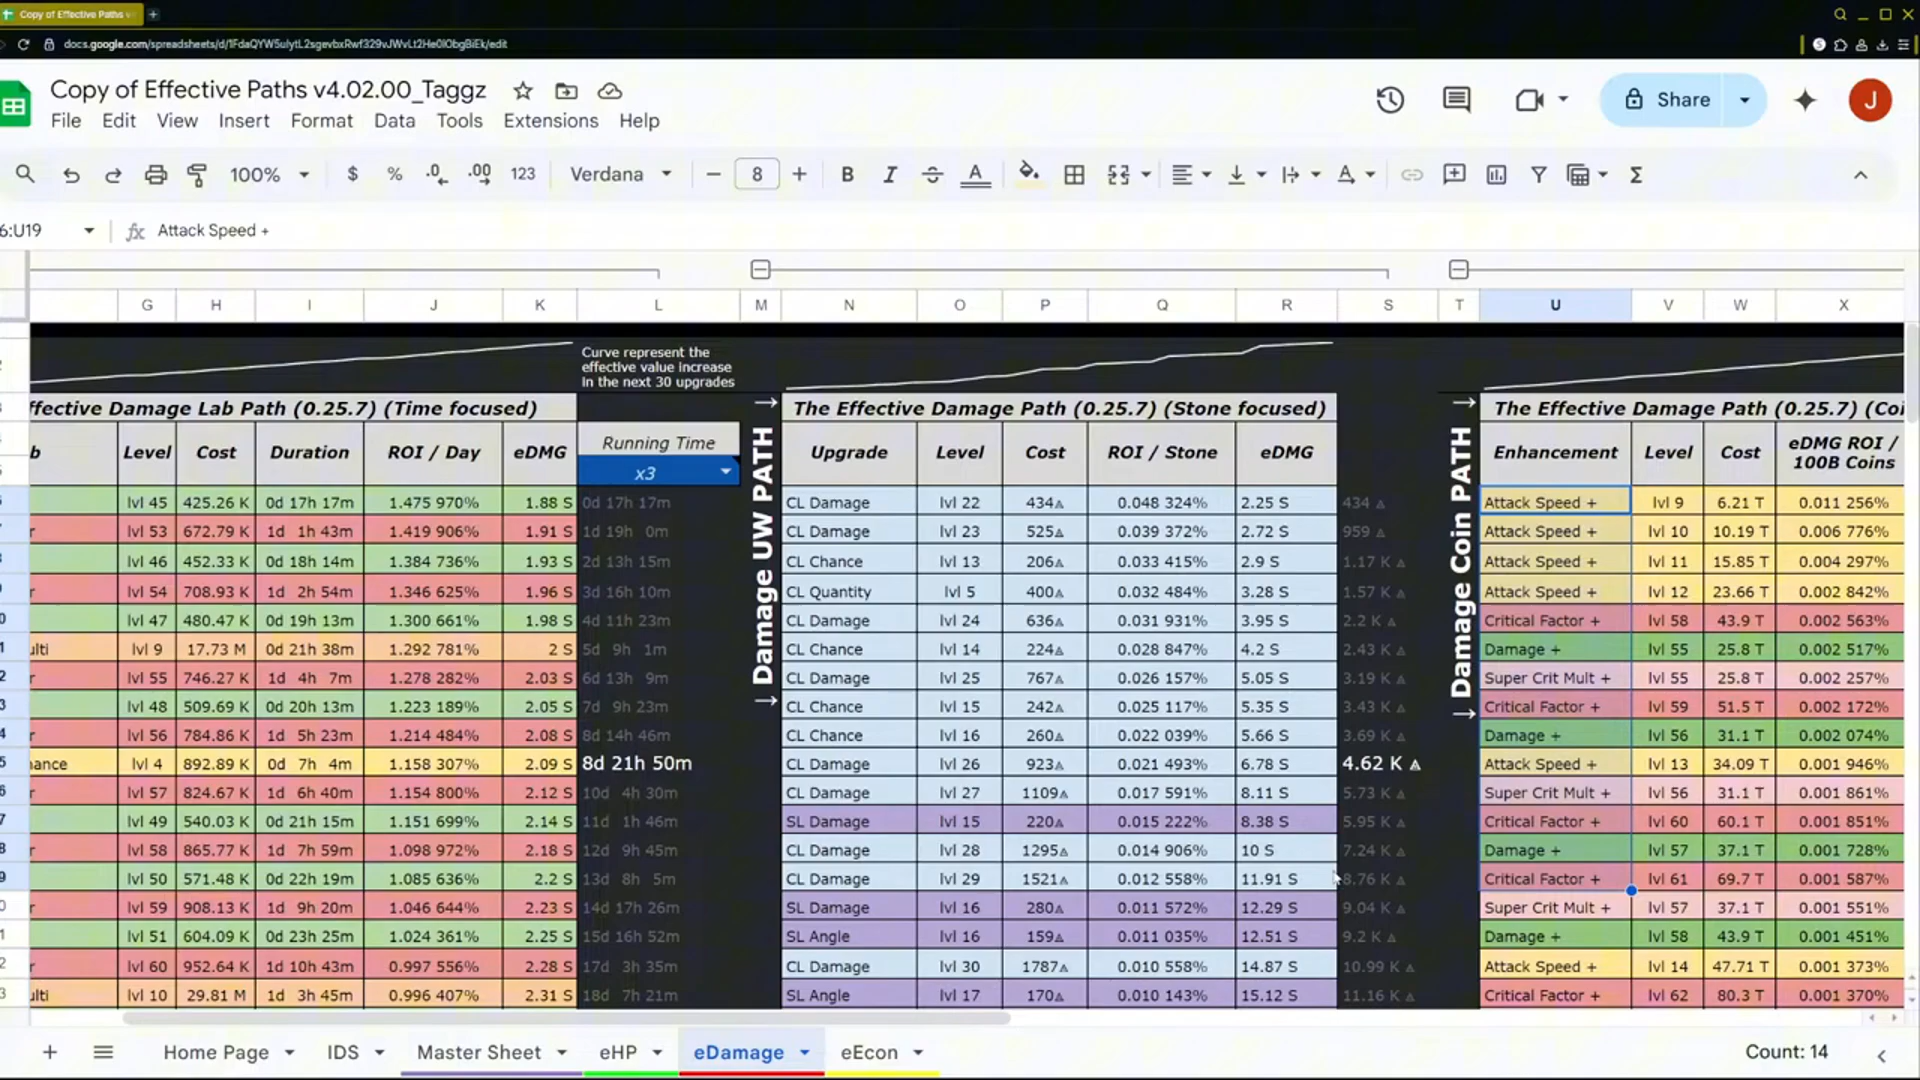 Copy of Effective Paths v
docs.google.com/spreadsheets/d/1FdaQYW5ulytL2sgevbxRwf329vJWvLt2He0lObgBiEk/edit
Copy of Effective Paths v4.02.00_Taggz
Share
J
File Edit View Insert Format Data Tools Extensions Help
100% $ % .0 .00 123 Verdana 8 B I A
6:U19 fx Attack Speed +
G H I J K L M N O P Q R S T U V W X
Curve represent the
effective value increase
In the next 30 upgrades
ffective Damage Lab Path (0.25.7) (Time focused) → The Effective Damage Path (0.25.7) (Stone focused) → The Effective Damage Path (0.25.7) (Coi
b Level Cost Duration ROI / Day eDMG Running Time Upgrade Level Cost ROI / Stone eDMG Enhancement Level Cost eDMG ROI /
100B Coins
x3
Damage UW PATH →
Damage Coin PATH →
lvl 45 425.26 K 0d 17h 17m 1.475 970% 1.88 S 0d 17h 17m CL Damage lvl 22 434 0.048 324% 2.25 S 434 Attack Speed + lvl 9 6.21 T 0.011 256%
r lvl 53 672.79 K 1d 1h 43m 1.419 906% 1.91 S 1d 19h 0m CL Damage lvl 23 525 0.039 372% 2.72 S 959 Attack Speed + lvl 10 10.19 T 0.006 776%
lvl 46 452.33 K 0d 18h 14m 1.384 736% 1.93 S 2d 13h 15m CL Chance lvl 13 206 0.033 415% 2.9 S 1.17 K Attack Speed + lvl 11 15.85 T 0.004 297%
r lvl 54 708.93 K 1d 2h 54m 1.346 625% 1.96 S 3d 16h 10m CL Quantity lvl 5 400 0.032 484% 3.28 S 1.57 K Attack Speed + lvl 12 23.66 T 0.002 842%
0 lvl 47 480.47 K 0d 19h 13m 1.300 661% 1.98 S 4d 11h 23m CL Damage lvl 24 636 0.031 931% 3.95 S 2.2 K Critical Factor + lvl 58 43.9 T 0.002 563%
1 ulti lvl 9 17.73 M 0d 21h 38m 1.292 781% 2 S 5d 9h 1m CL Chance lvl 14 224 0.028 847% 4.2 S 2.43 K Damage + lvl 55 25.8 T 0.002 517%
2 r lvl 55 746.27 K 1d 4h 7m 1.278 282% 2.03 S 6d 13h 9m CL Damage lvl 25 767 0.026 157% 5.05 S 3.19 K Super Crit Mult + lvl 55 25.8 T 0.002 257%
3 lvl 48 509.69 K 0d 20h 13m 1.223 189% 2.05 S 7d 9h 23m CL Chance lvl 15 242 0.025 117% 5.35 S 3.43 K Critical Factor + lvl 59 51.5 T 0.002 172%
4 r lvl 56 784.86 K 1d 5h 23m 1.214 484% 2.08 S 8d 14h 46m CL Chance lvl 16 260 0.022 039% 5.66 S 3.69 K Damage + lvl 56 31.1 T 0.002 074%
5 nance lvl 4 892.89 K 0d 7h 4m 1.158 307% 2.09 S 8d 21h 50m CL Damage lvl 26 923 0.021 493% 6.78 S 4.62 K Attack Speed + lvl 13 34.09 T 0.001 946%
6 r lvl 57 824.67 K 1d 6h 40m 1.154 800% 2.12 S 10d 4h 30m CL Damage lvl 27 1109 0.017 591% 8.11 S 5.73 K Super Crit Mult + lvl 56 31.1 T 0.001 861%
7 lvl 49 540.03 K 0d 21h 15m 1.151 699% 2.14 S 11d 1h 46m SL Damage lvl 15 220 0.015 222% 8.38 S 5.95 K Critical Factor + lvl 60 60.1 T 0.001 851%
8 r lvl 58 865.77 K 1d 7h 59m 1.098 972% 2.18 S 12d 9h 45m CL Damage lvl 28 1295 0.014 906% 10 S 7.24 K Damage + lvl 57 37.1 T 0.001 728%
9 lvl 50 571.48 K 0d 22h 19m 1.085 636% 2.2 S 13d 8h 5m CL Damage lvl 29 1521 0.012 558% 11.91 S 8.76 K Critical Factor + lvl 61 69.7 T 0.001 587%
0 r lvl 59 908.13 K 1d 9h 20m 1.046 644% 2.23 S 14d 17h 26m SL Damage lvl 16 280 0.011 572% 12.29 S 9.04 K Super Crit Mult + lvl 57 37.1 T 0.001 551%
1 lvl 51 604.09 K 0d 23h 25m 1.024 361% 2.25 S 15d 16h 52m SL Angle lvl 16 159 0.011 035% 12.51 S 9.2 K Damage + lvl 58 43.9 T 0.001 451%
2 r lvl 60 952.64 K 1d 10h 43m 0.997 556% 2.28 S 17d 3h 35m CL Damage lvl 30 1787 0.010 558% 14.87 S 10.99 K Attack Speed + lvl 14 47.71 T 0.001 373%
3 ulti lvl 10 29.81 M 1d 3h 45m 0.996 407% 2.31 S 18d 7h 21m SL Angle lvl 17 170 0.010 143% 15.12 S 11.16 K Critical Factor + lvl 62 80.3 T 0.001 370%
Home Page IDS Master Sheet eHP eDamage eEcon Count: 14